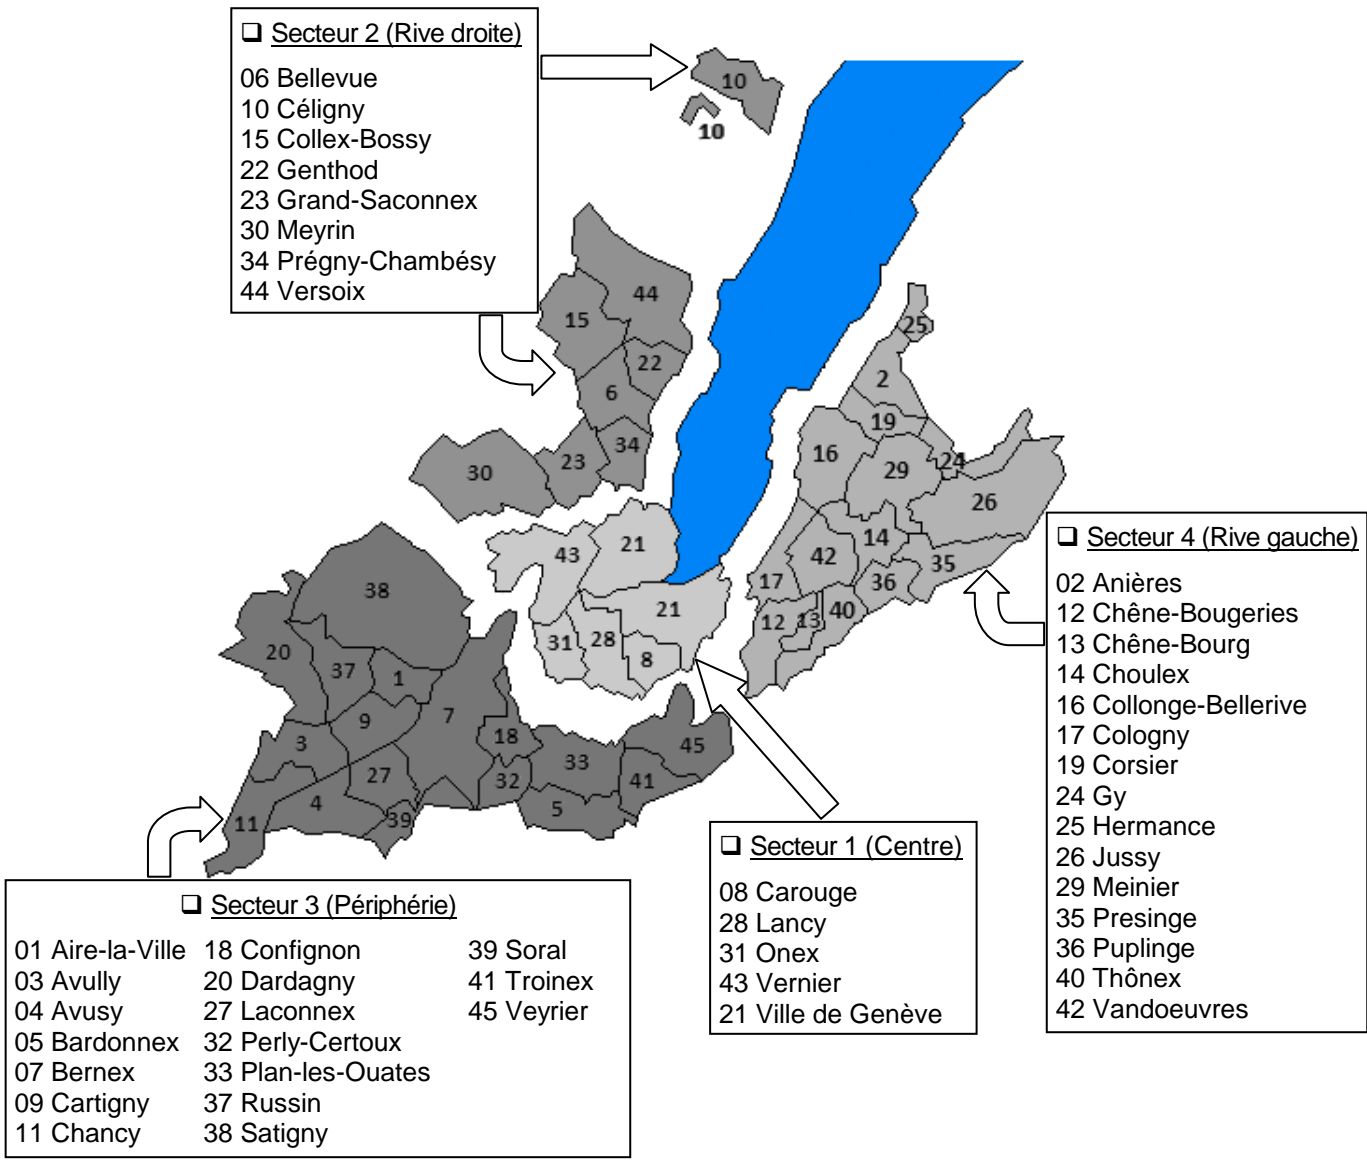 ❑ Secteur 2 (Rive droite)
06 Bellevue
10 Céligny
15 Collex-Bossy
22 Genthod
23 Grand-Saconnex
30 Meyrin
34 Prégny-Chambésy
44 Versoix
10
10
44
15
22
6
34
23
30
25
2
19
16
24
29
26
14
42
35
36
17
40
13
12
43
21
21
31
28
8
38
20
37
1
9
7
3
18
45
33
27
32
41
4
5
11
39
❑ Secteur 4 (Rive gauche)
02 Anières
12 Chêne-Bougeries
13 Chêne-Bourg
14 Choulex
16 Collonge-Bellerive
17 Cologny
19 Corsier
24 Gy
25 Hermance
26 Jussy
29 Meinier
35 Presinge
36 Puplinge
40 Thônex
42 Vandoeuvres
❑ Secteur 1 (Centre)
08 Carouge
28 Lancy
31 Onex
43 Vernier
21 Ville de Genève
❑ Secteur 3 (Périphérie)
01 Aire-la-Ville 18 Confignon 39 Soral
03 Avully 20 Dardagny 41 Troinex
04 Avusy 27 Laconnex 45 Veyrier
05 Bardonnex 32 Perly-Certoux
07 Bernex 33 Plan-les-Ouates
09 Cartigny 37 Russin
11 Chancy 38 Satigny